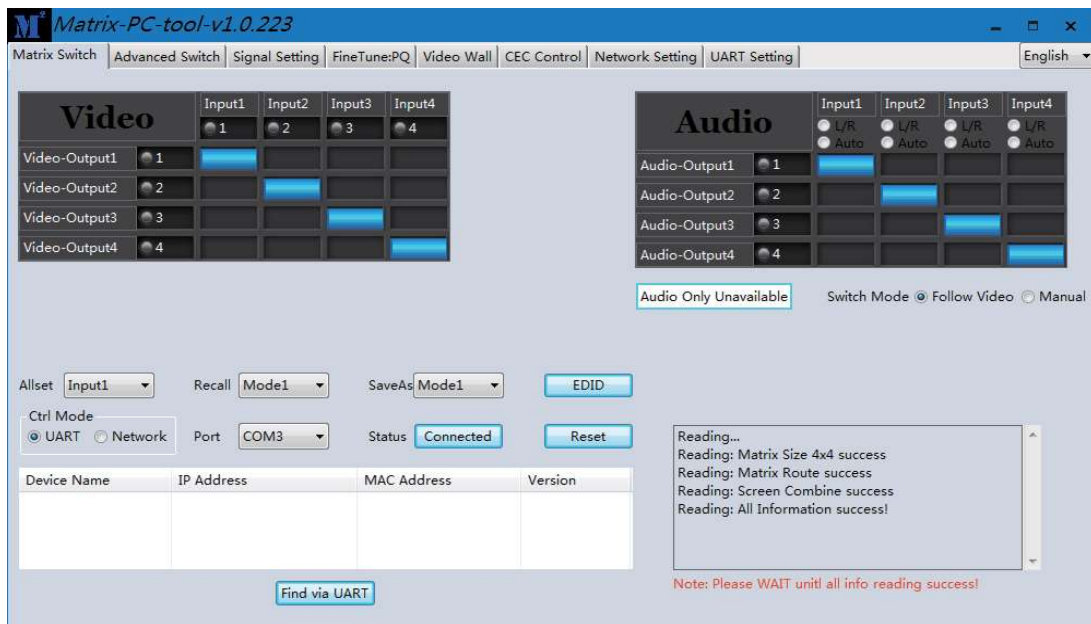 M² Matrix-PC-tool-v1.0.223
Matrix Switch Advanced Switch Signal Setting FineTune:PQ Video Wall CEC Control Network Setting UART Setting English
Video Input1 Input2 Input3 Input4
1 2 3 4
Video-Output1 1
Video-Output2 2
Video-Output3 3
Video-Output4 4
Audio Input1 Input2 Input3 Input4
L/R L/R L/R L/R
Auto Auto Auto Auto
Audio-Output1 1
Audio-Output2 2
Audio-Output3 3
Audio-Output4 4
Audio Only Unavailable Switch Mode Follow Video Manual
Allset Input1 Recall Mode1 SaveAs Mode1 EDID
Ctrl Mode
UART Network Port COM3 Status Connected Reset
Device Name IP Address MAC Address Version
Find via UART
Reading...
Reading: Matrix Size 4x4 success
Reading: Matrix Route success
Reading: Screen Combine success
Reading: All Information success!
Note: Please WAIT unitl all info reading success!